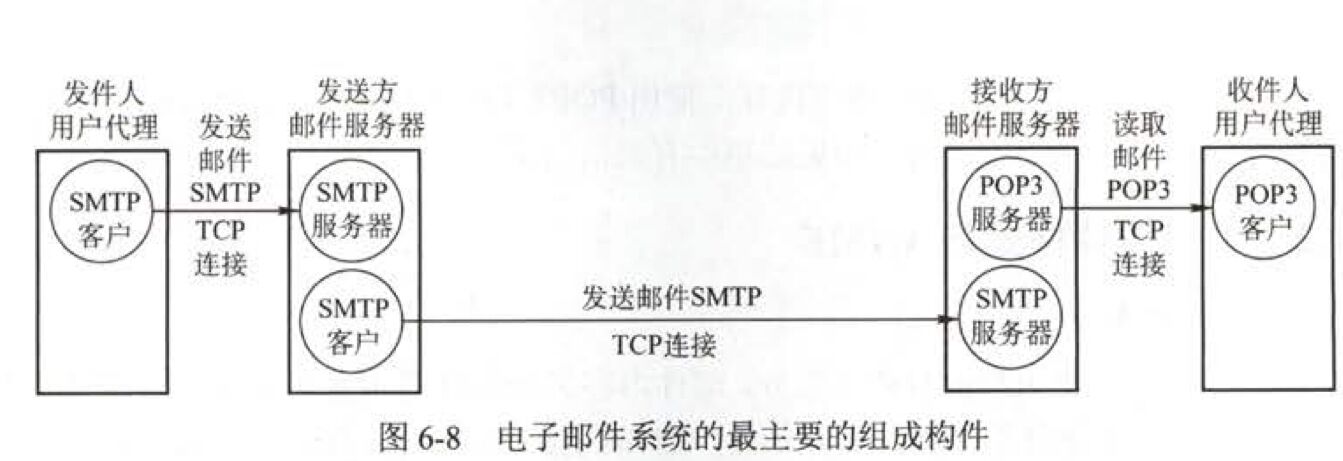 发件人
用户代理
发送
邮件
SMTP
TCP
连接
发送方
邮件服务器
接收方
邮件服务器
读取
邮件
POP3
TCP
连接
收件人
用户代理
SMTP
客户
SMTP
服务器
SMTP
客户
发送邮件SMTP
TCP连接
POP3
服务器
SMTP
服务器
POP3
客户
图 6-8 电子邮件系统的最主要的组成构件